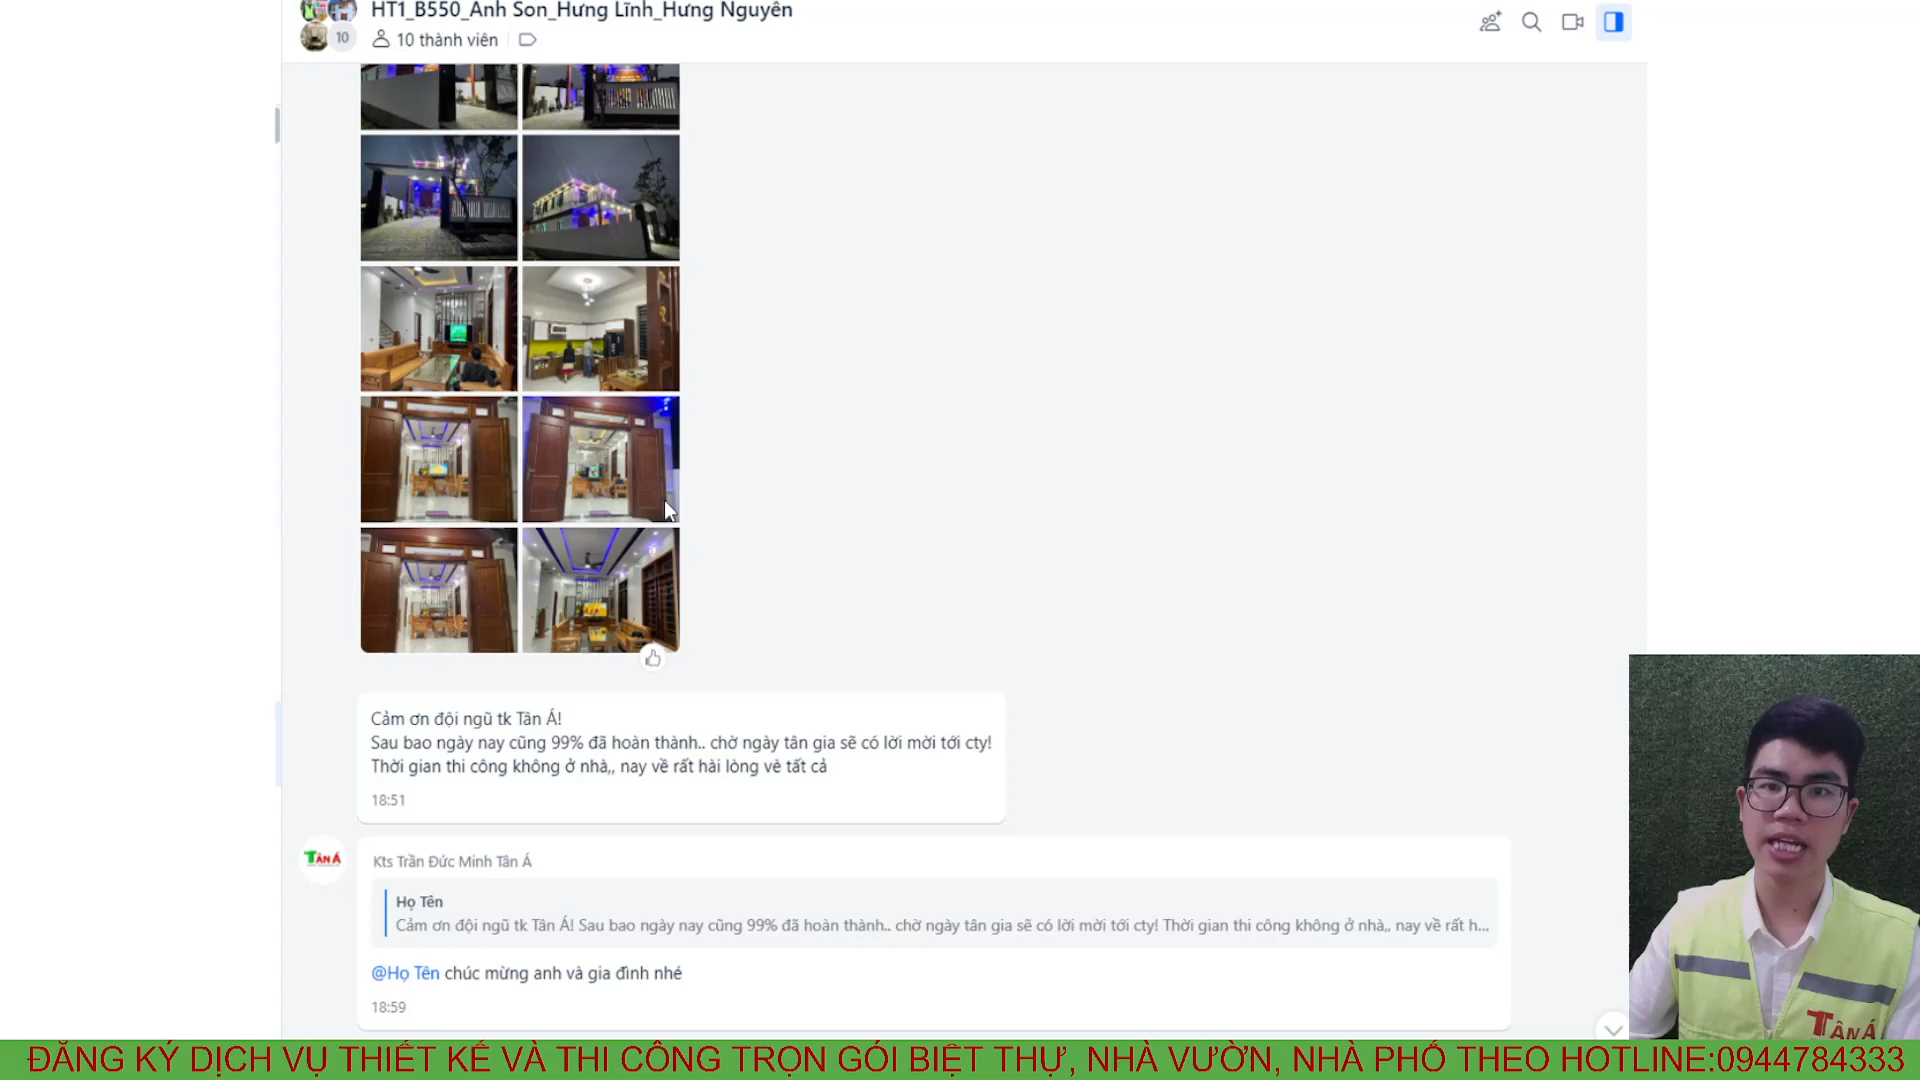 HT1_B550_Anh Son_Hưng Lĩnh_Hưng Nguyên
10
10 thành viên
Cảm ơn đội ngũ tk Tân Á!
Sau bao ngày nay cũng 99% đã hoàn thành.. chờ ngày tân gia sẽ có lời mời tới cty!
Thời gian thi công không ở nhà,, nay về rất hài lòng vè tất cả
18:51
TÂN Á
Kts Trần Đức Minh Tân Á
Họ Tên
Cảm ơn đội ngũ tk Tân Á! Sau bao ngày nay cũng 99% đã hoàn thành.. chờ ngày tân gia sẽ có lời mời tới cty! Thời gian thi công không ở nhà,, nay về rất h...
@Họ Tên chúc mừng anh và gia đình nhé
18:59
TÂN Á
ĐĂNG KÝ DỊCH VỤ THIẾT KẾ VÀ THI CÔNG TRỌN GÓI BIỆT THỰ, NHÀ VƯỜN, NHÀ PHỐ THEO HOTLINE:0944784333